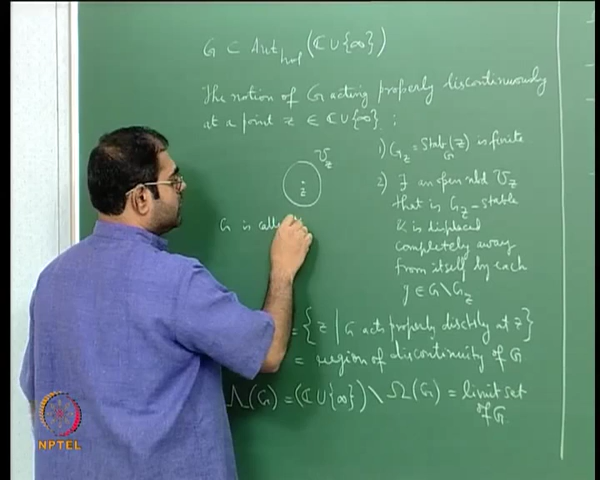 G ⊂ Aut_hol (ℂ ∪ {∞})
The notion of G acting properly discontinuously
at a point z ∈ ℂ ∪ {∞} :
1) G_z = Stab_G(z) is finite
2) ∃ an open nbd U_z
that is G_z-stable
& is displaced
completely away
from itself by each
g ∈ G \ G_z
U_z
z
G is calle
= {z | G acts properly disctly at z}
= region of discontinuity of G
Λ(G) = (ℂ ∪ {∞}) \ Ω(G) = limit set
of G.
NPTEL